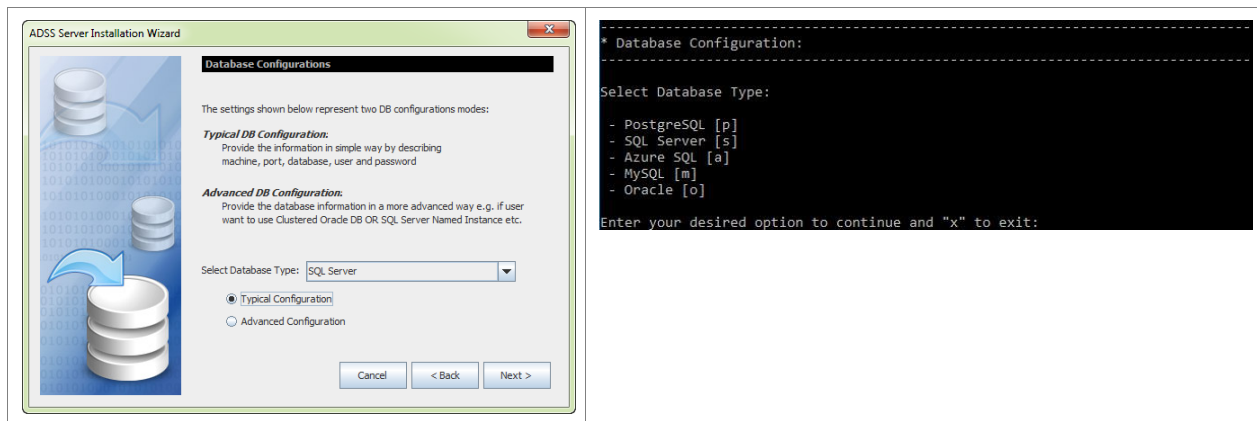 ADSS Server Installation Wizard
Database Configurations
The settings shown below represent two DB configurations modes:
Typical DB Configuration:
Provide the information in simple way by describing
machine, port, database, user and password
Advanced DB Configuration:
Provide the database information in a more advanced way e.g. if user
want to use Clustered Oracle DB OR SQL Server Named Instance etc.
Select Database Type: SQL Server
Typical Configuration
Advanced Configuration
Cancel
< Back
Next >
* Database Configuration:
Select Database Type:
- PostgreSQL [p]
- SQL Server [s]
- Azure SQL [a]
- MySQL [m]
- Oracle [o]
Enter your desired option to continue and "x" to exit: